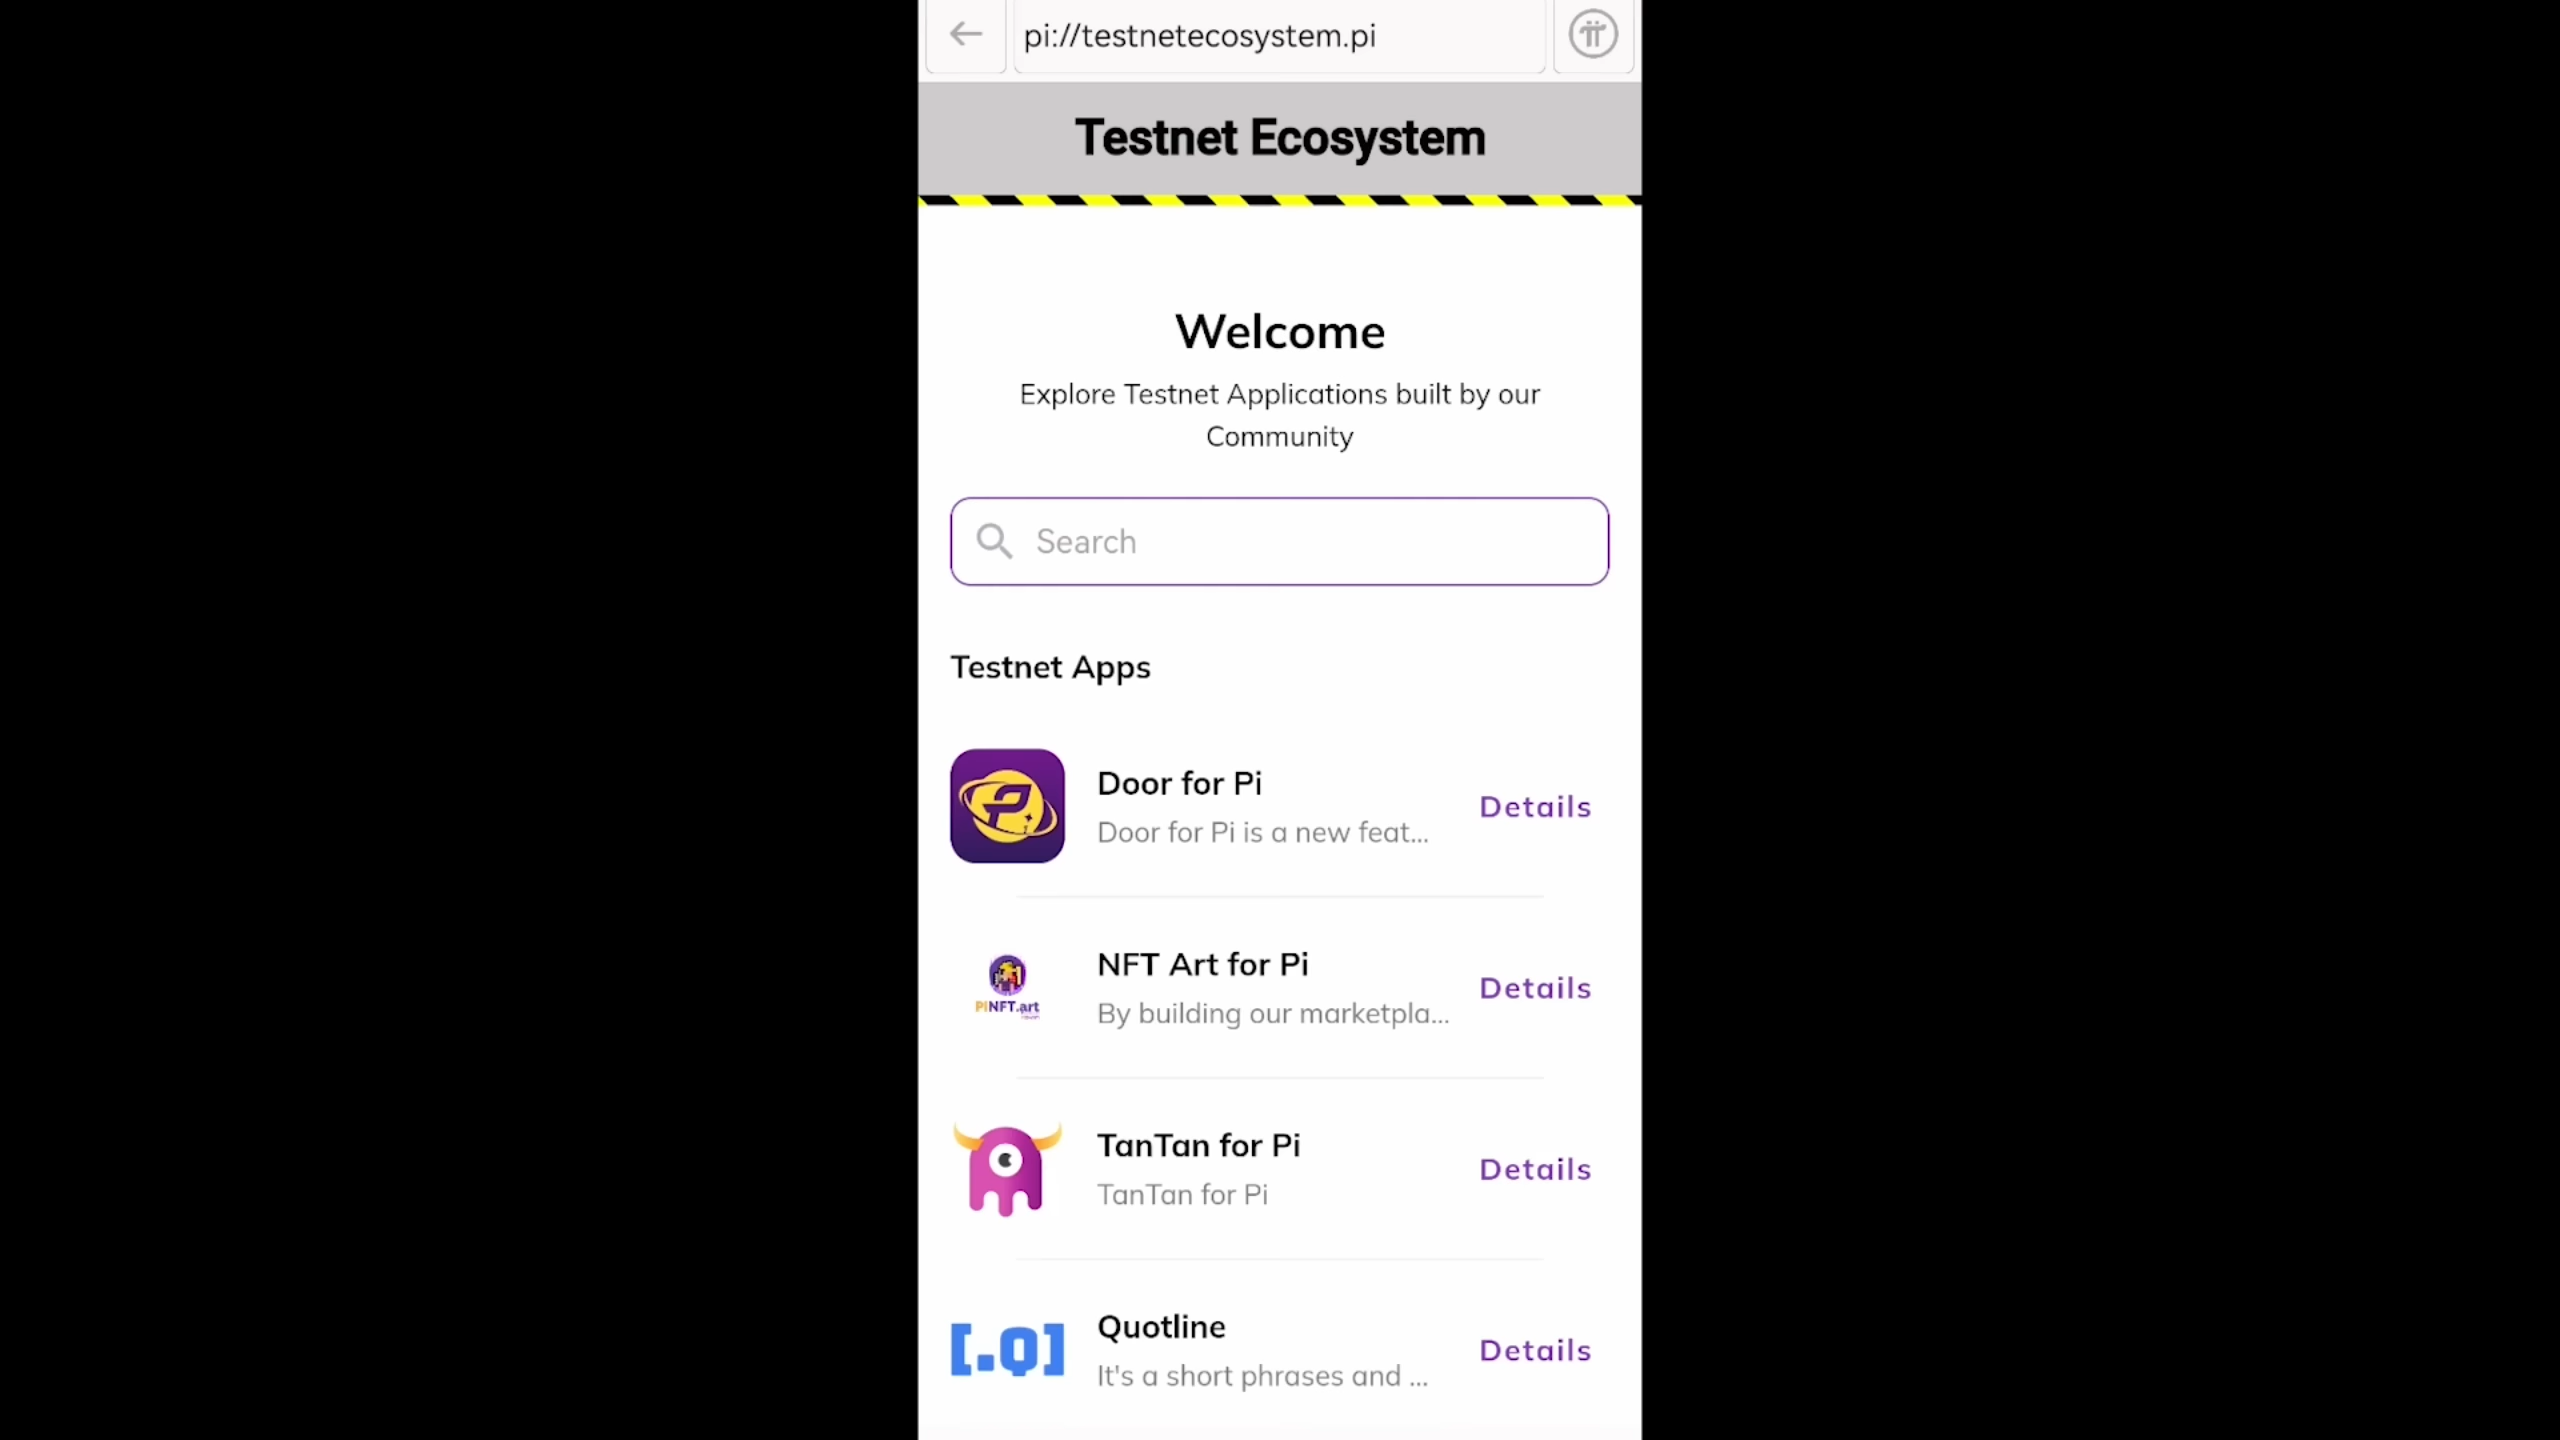 pi://testnetecosystem.pi
Testnet Ecosystem
Welcome
Explore Testnet Applications built by our
Community
Search
Testnet Apps
Door for Pi
Door for Pi is a new feat...
Details
NFT Art for Pi
By building our marketpla...
Details
PiNFT.art
TanTan for Pi
TanTan for Pi
Details
[.Q]
Quotline
It's a short phrases and ...
Details